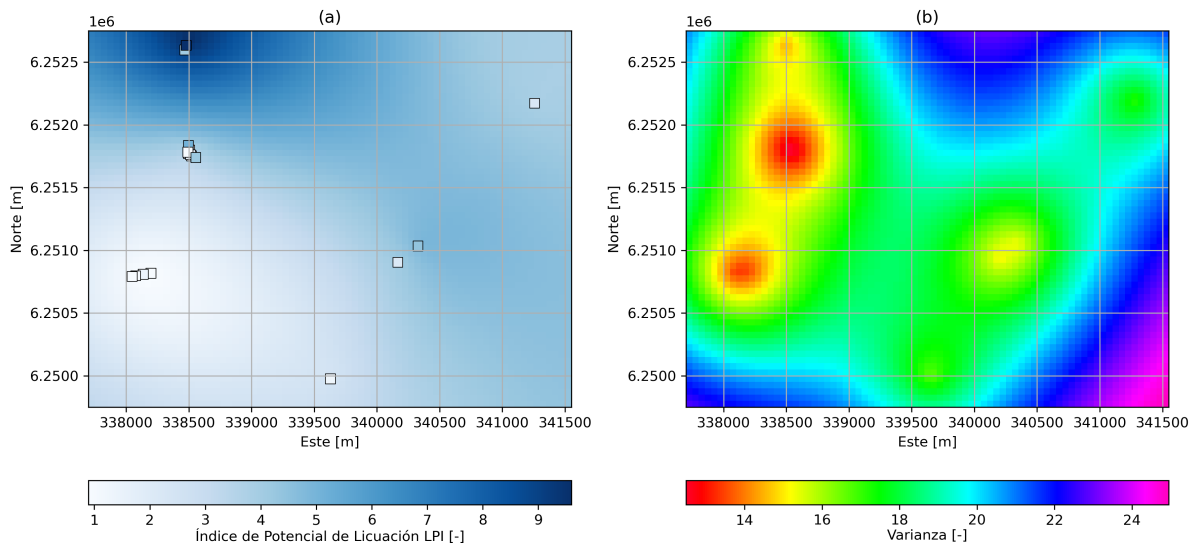 (a)
1e6
6.2525
6.2520
6.2515
6.2510
6.2505
6.2500
Norte [m]
338000 338500 339000 339500 340000 340500 341000 341500
Este [m]
1 2 3 4 5 6 7 8 9
Índice de Potencial de Licuación LPI [-]
(b)
1e6
6.2525
6.2520
6.2515
6.2510
6.2505
6.2500
Norte [m]
338000 338500 339000 339500 340000 340500 341000 341500
Este [m]
14 16 18 20 22 24
Varianza [-]